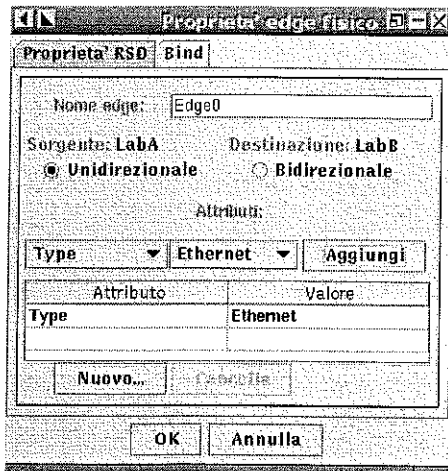 Proprieta' edge fisico
Proprieta' RSD Bind
Nome edge: Edge0
Sorgente: LabA Destinazione: LabB
Unidirezionale Bidirezionale
Attributi:
Type Ethernet Aggiungi
Attributo Valore
Type Ethernet
Nuovo... Cancella
OK Annulla